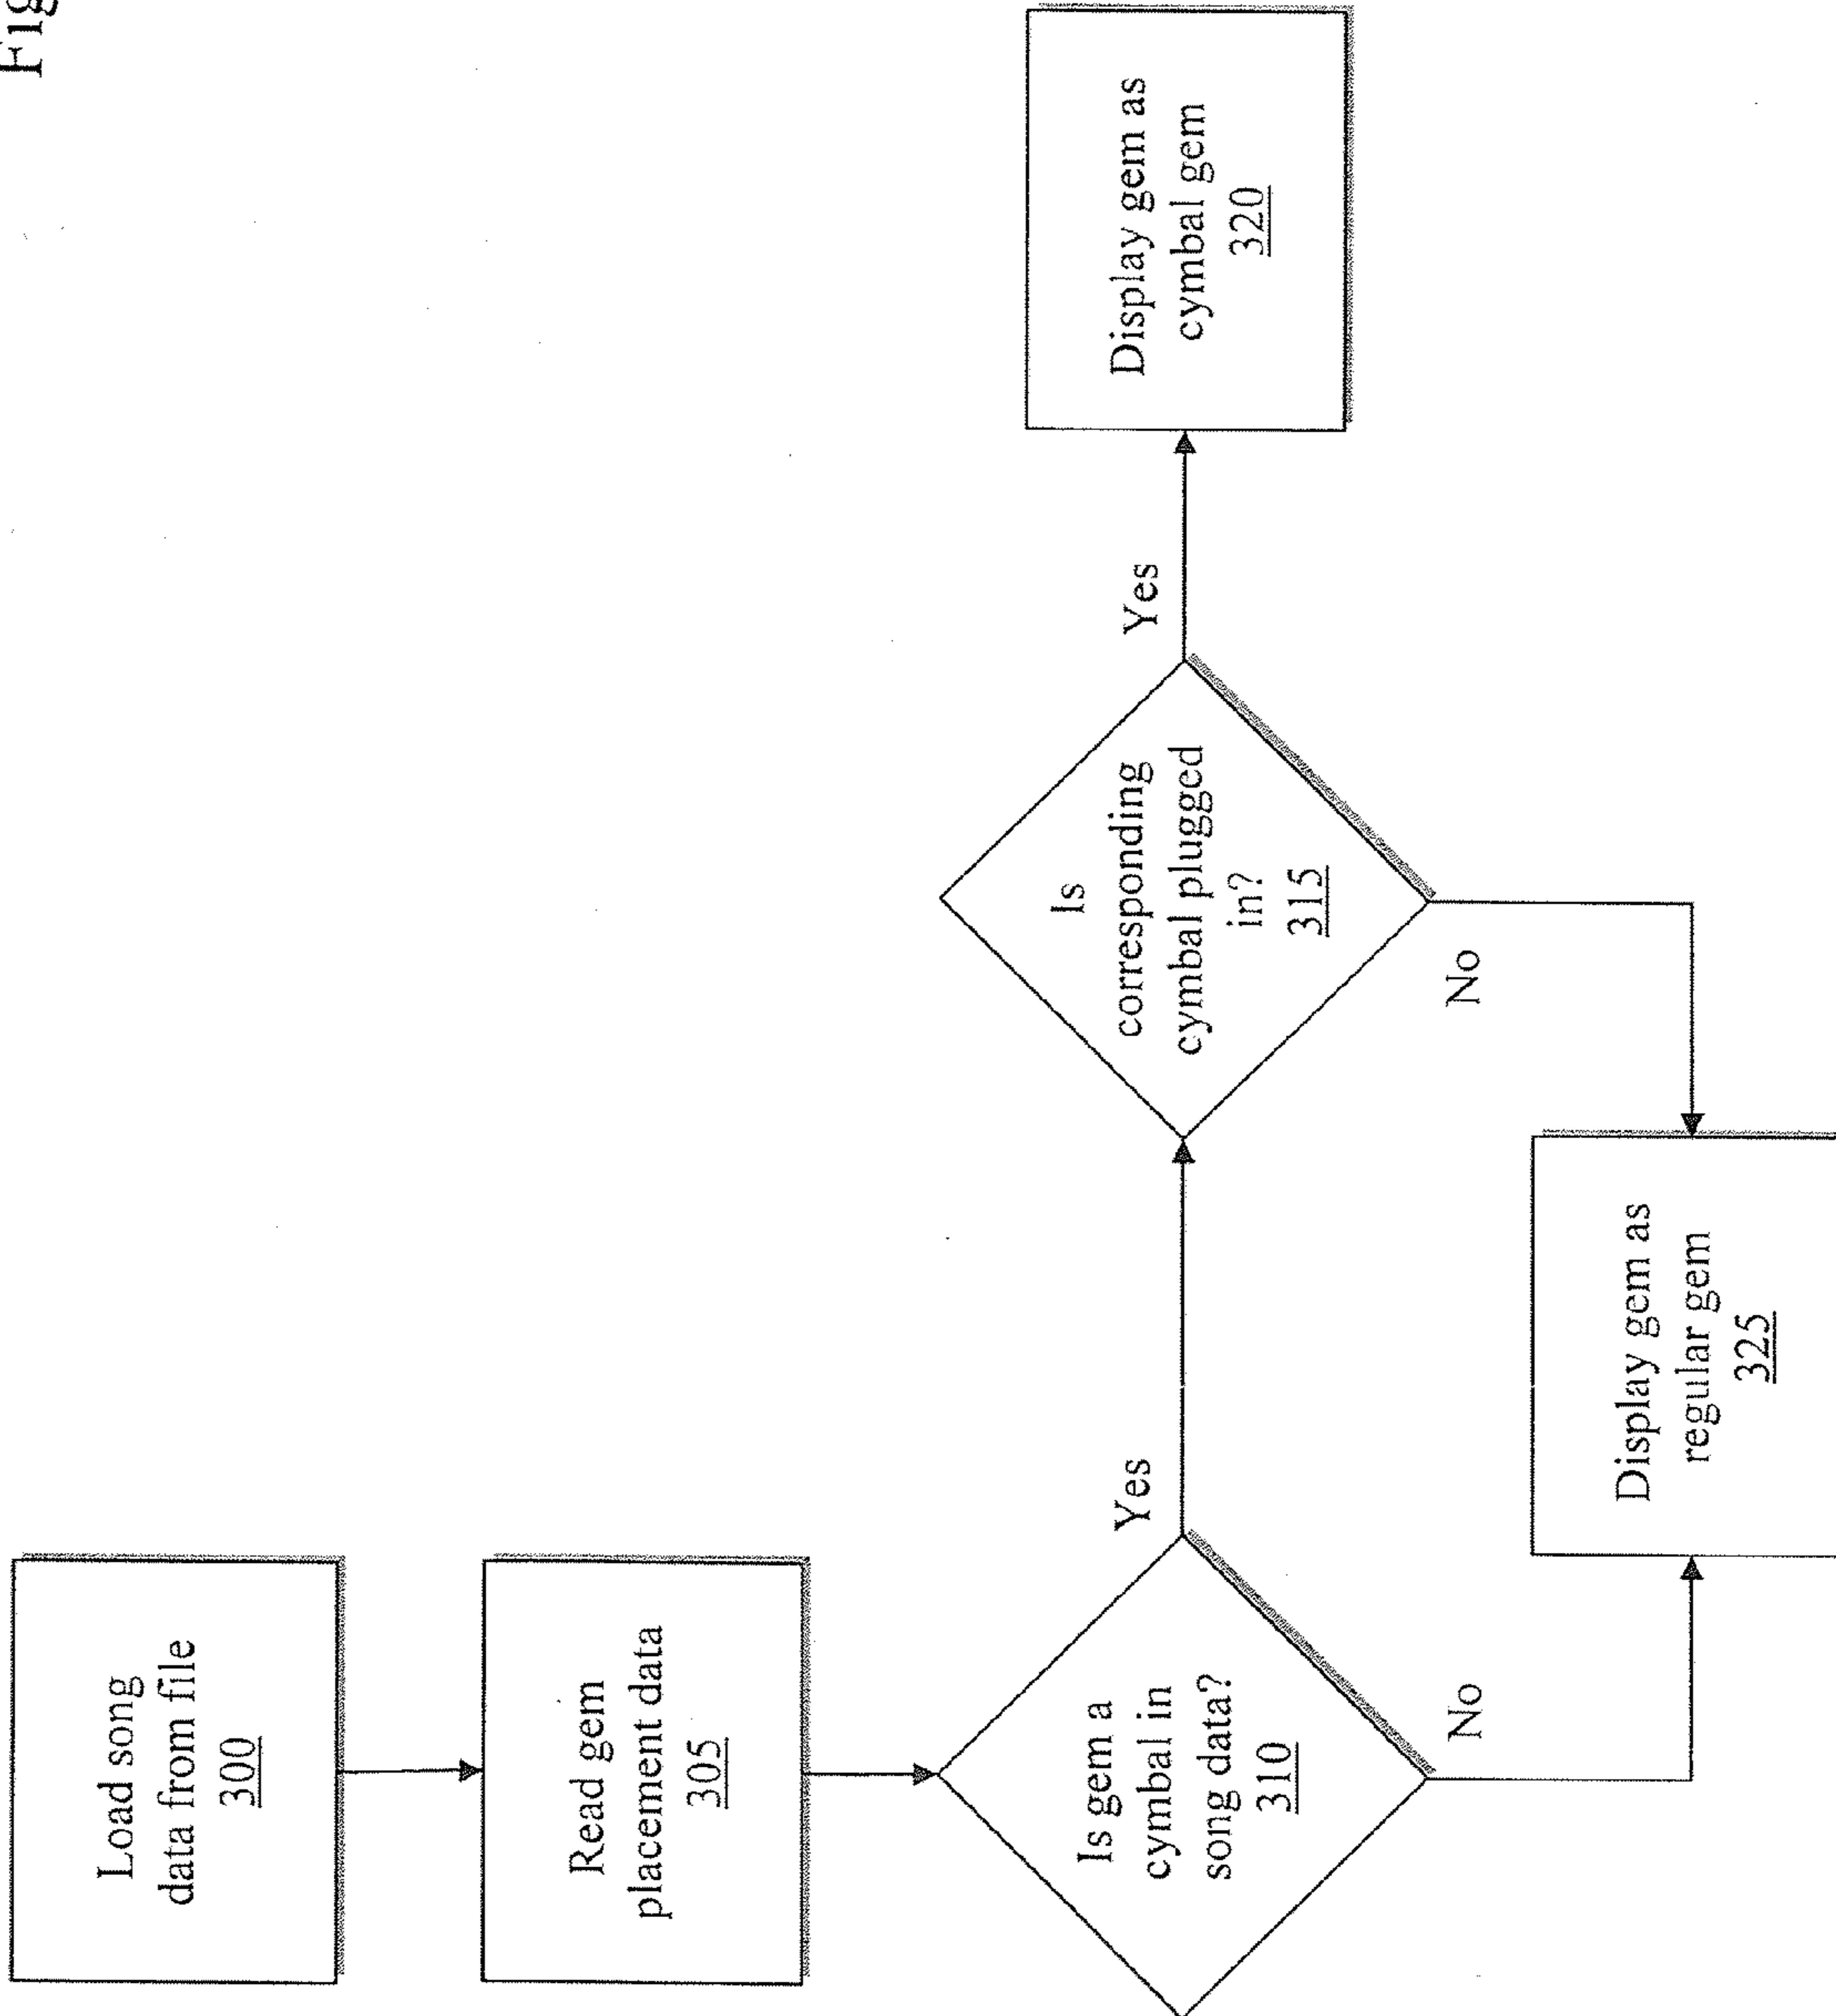 Fig
Load song
data from file
300
Read gem
placement data
305
Is gem a
cymbal in
song data?
310
Yes
No
Is
corresponding
cymbal plugged
in?
315
Yes
No
Display gem as
cymbal gem
320
Display gem as
regular gem
325